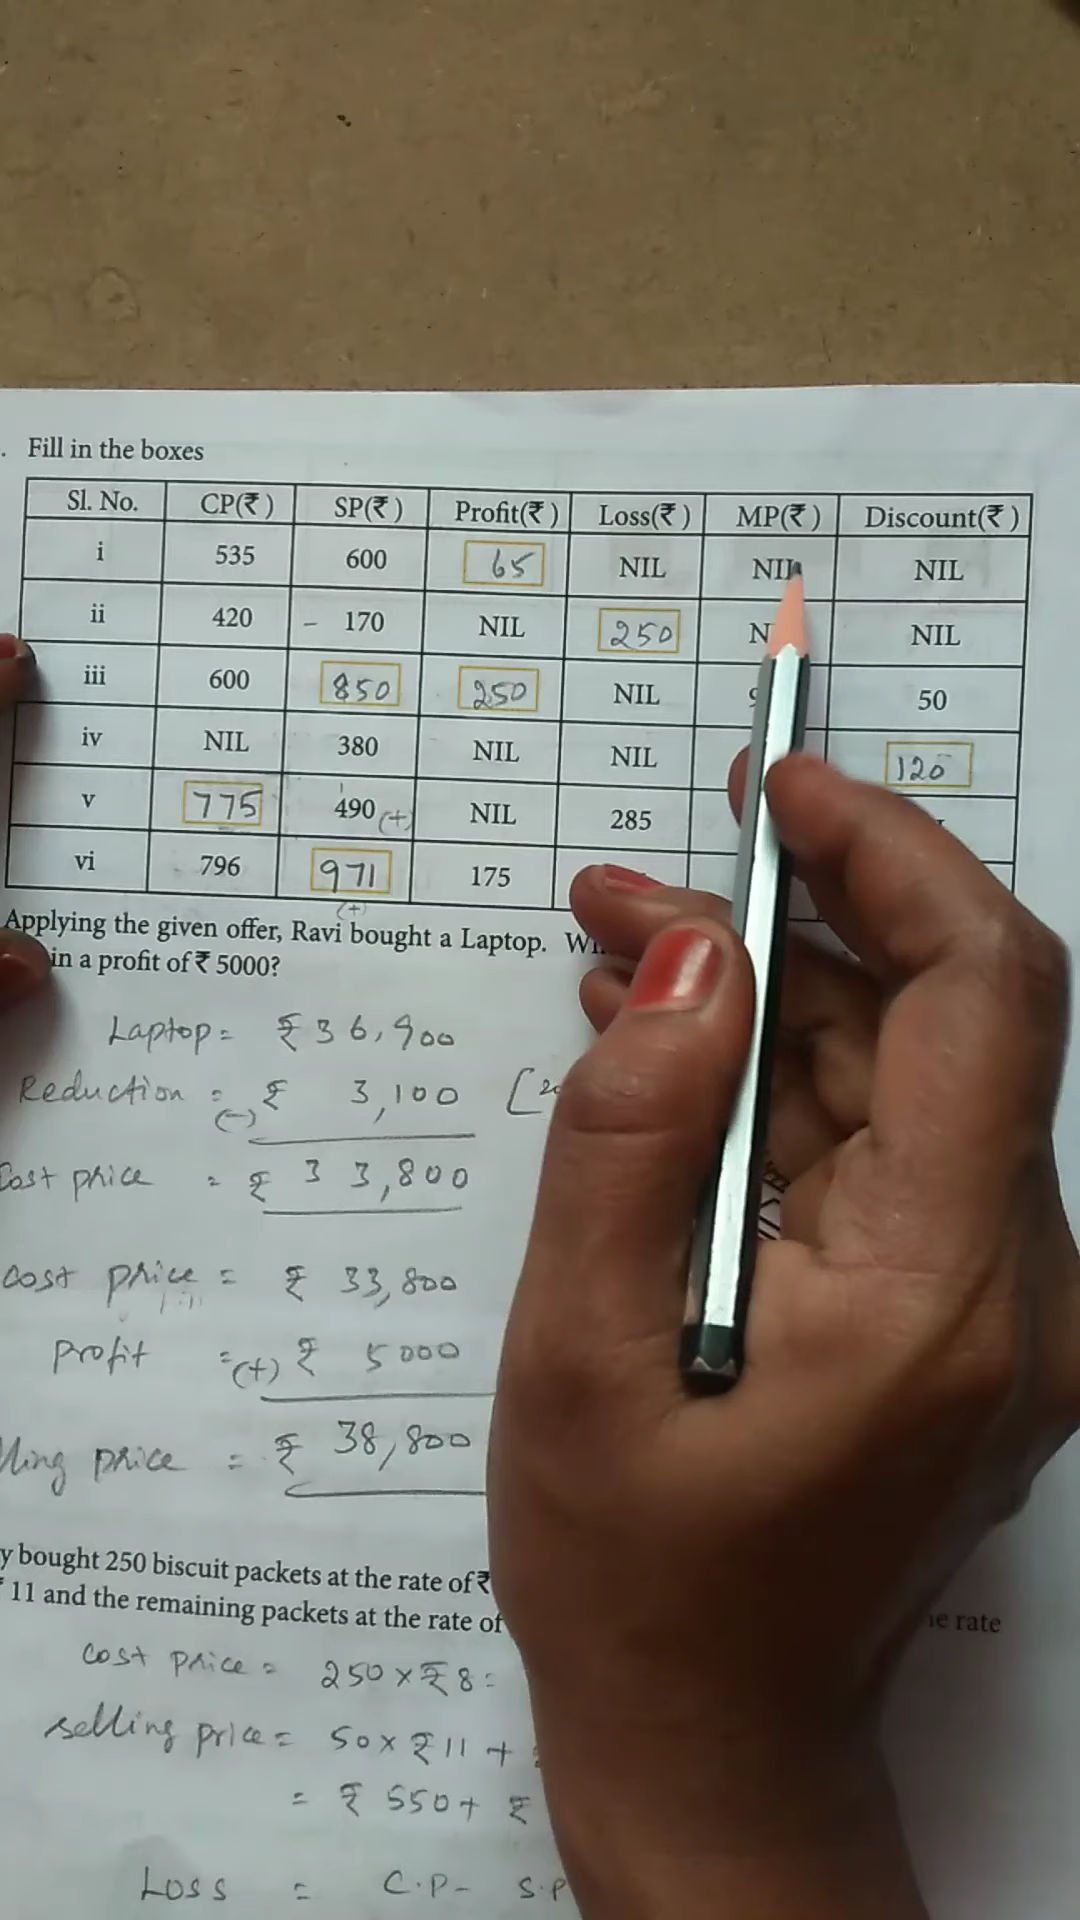 . Fill in the boxes
Sl. No. CP(₹) SP(₹) Profit(₹) Loss(₹) MP(₹) Discount(₹)
i 535 600 65 NIL NIL NIL
ii 420 - 170 NIL 250 NIL
iii 600 850 250 NIL 50
iv NIL 380 NIL NIL 120
v 775 490 (+) NIL 285
vi 796 971 175
(+)
Applying the given offer, Ravi bought a Laptop.
in a profit of ₹ 5000?
Laptop = ₹ 36,900
Reduction = ₹ 3,100
(-)
Cost price = ₹ 33,800
Cost price = ₹ 33,800
Profit =(+) ₹ 5000
lling price = ₹ 38,800
y bought 250 biscuit packets at the rate of ₹
11 and the remaining packets at the rate of rate
Cost price = 250 x ₹ 8 =
selling price = 50 x ₹ 11 +
= ₹ 550 + ₹
Loss = C.P - S.P